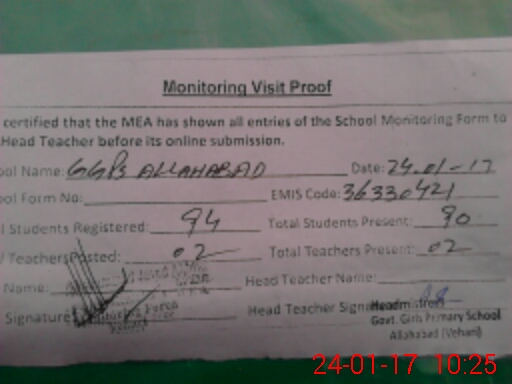 Monitoring Visit Proof
certified that the MEA has shown all entries of the School Monitoring Form to
Head Teacher before its online submission.
ool Name: GGPS ALLAHABAD Date: 24-01-17
ool Form No: EMIS Code: 36330421
l Students Registered: 94 Total Students Present: 90
Teachers Posted: 02 Total Teachers Present: 02
Name: Head Teacher Name:
Signature Head Teacher Signa
Headmistress
Govt. Girls Primary School
Allahabad (Vehari)
24-01-17 10:25